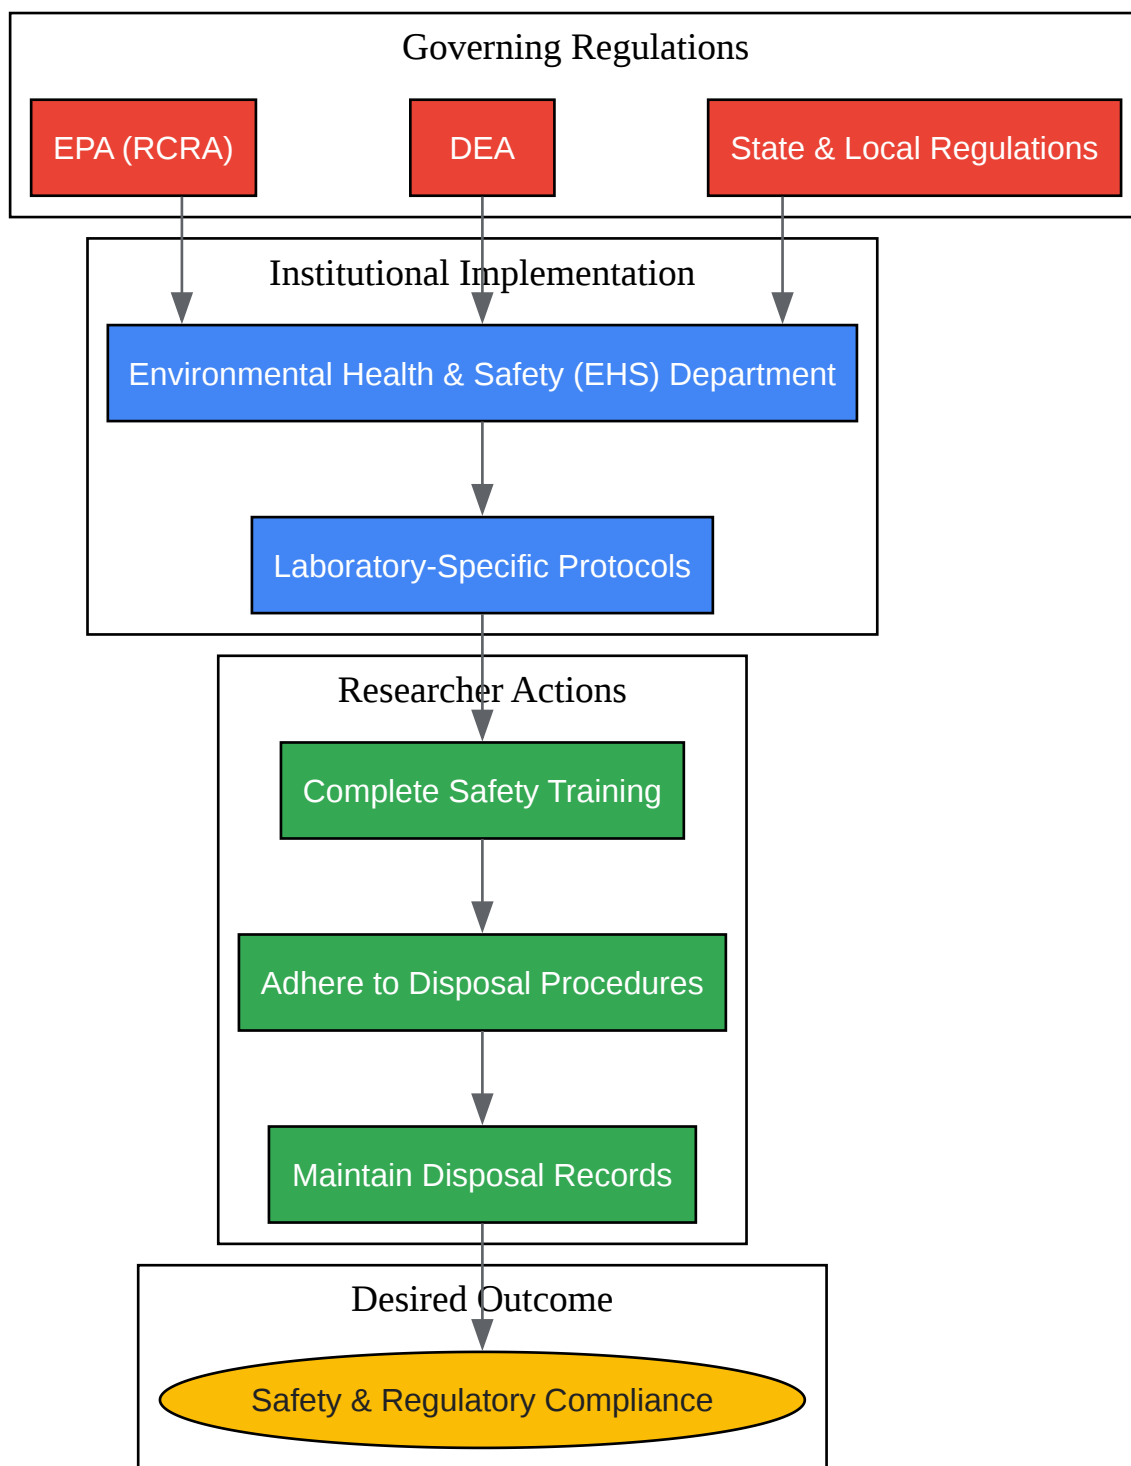 Governing Regulations
EPA (RCRA)
DEA
State & Local Regulations
Institutional Implementation
Environmental Health & Safety (EHS) Department
Laboratory-Specific Protocols
Researcher Actions
Complete Safety Training
Adhere to Disposal Procedures
Maintain Disposal Records
Desired Outcome
Safety & Regulatory Compliance